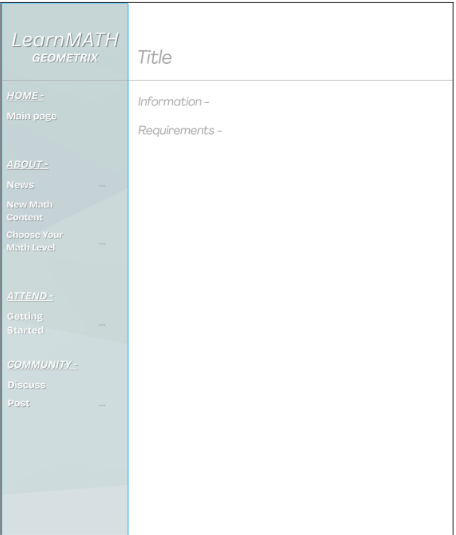 LearnMATH
GEOMETRIX
Title
HOME -
Main page
Information -
Requirements -
ABOUT -
News ...
New Math
Content
Choose Your
Math Level ...
ATTEND -
Getting
Started ...
COMMUNITY -
Discuss
Post ...